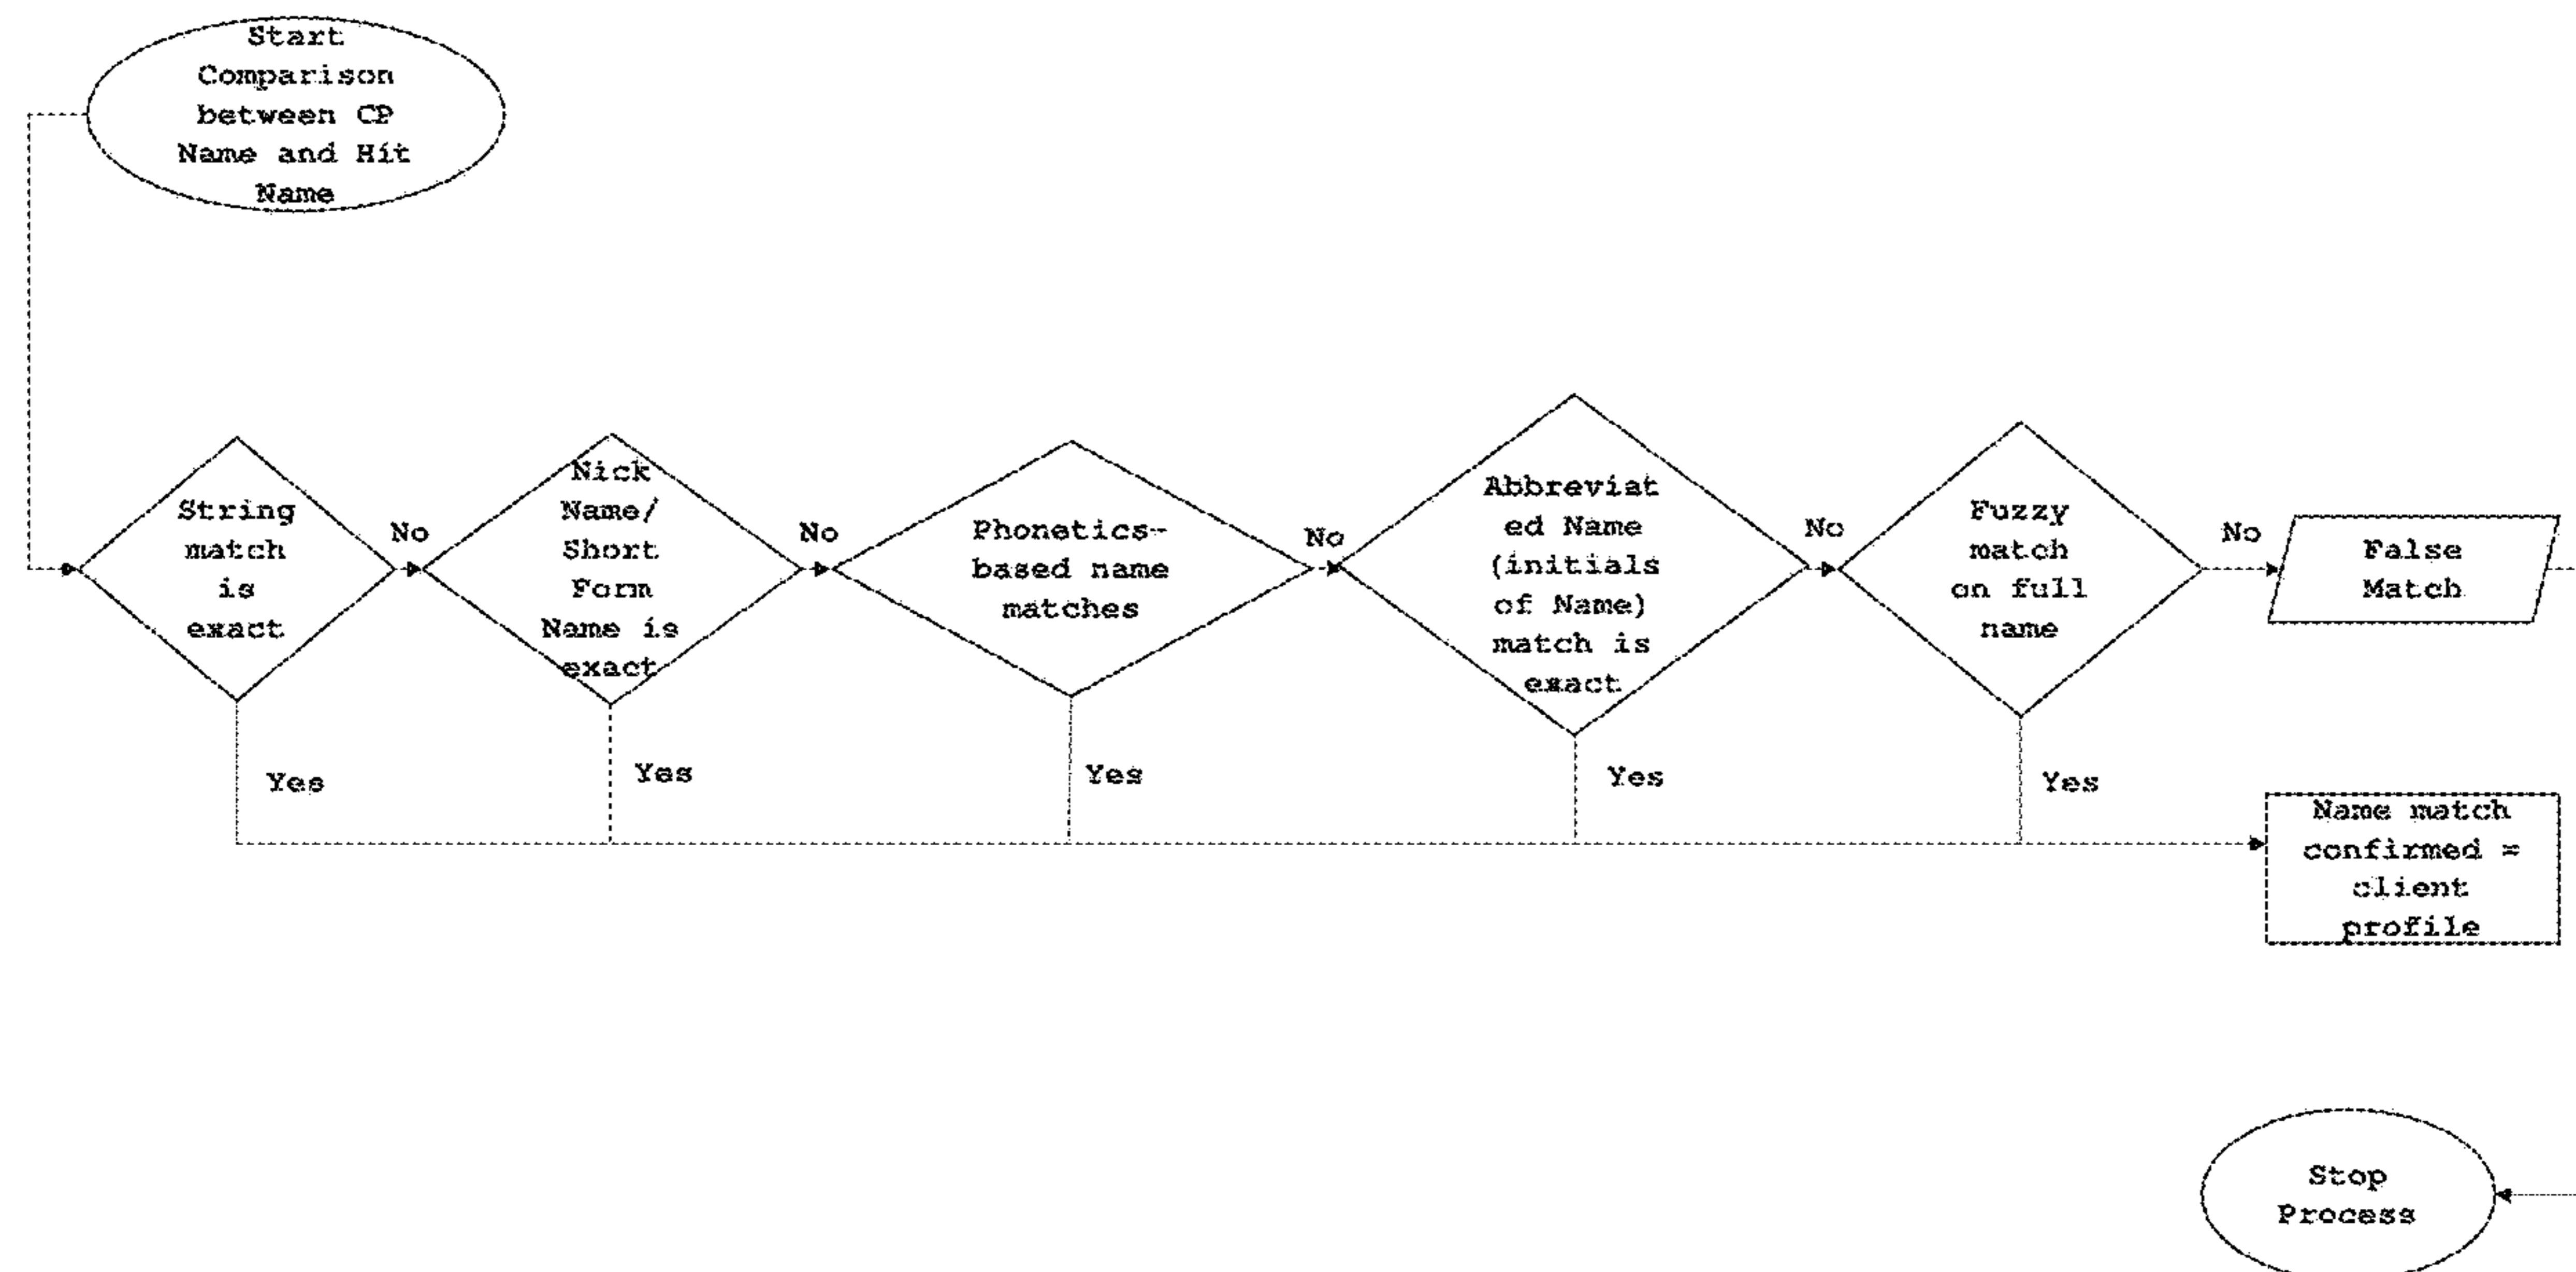 Start
Comparison
between CP
Name and Hit
Name
String
match
is
exact
No
Nick
Name/
Short
Form
Name is
exact
No
Phonetics-
based name
matches
No
Abbreviat
ed Name
(initials
of Name)
match is
exact
No
Fuzzy
match
on full
name
No
False
Match
Yes
Yes
Yes
Yes
Yes
Name match
confirmed =
client
profile
Stop
Process